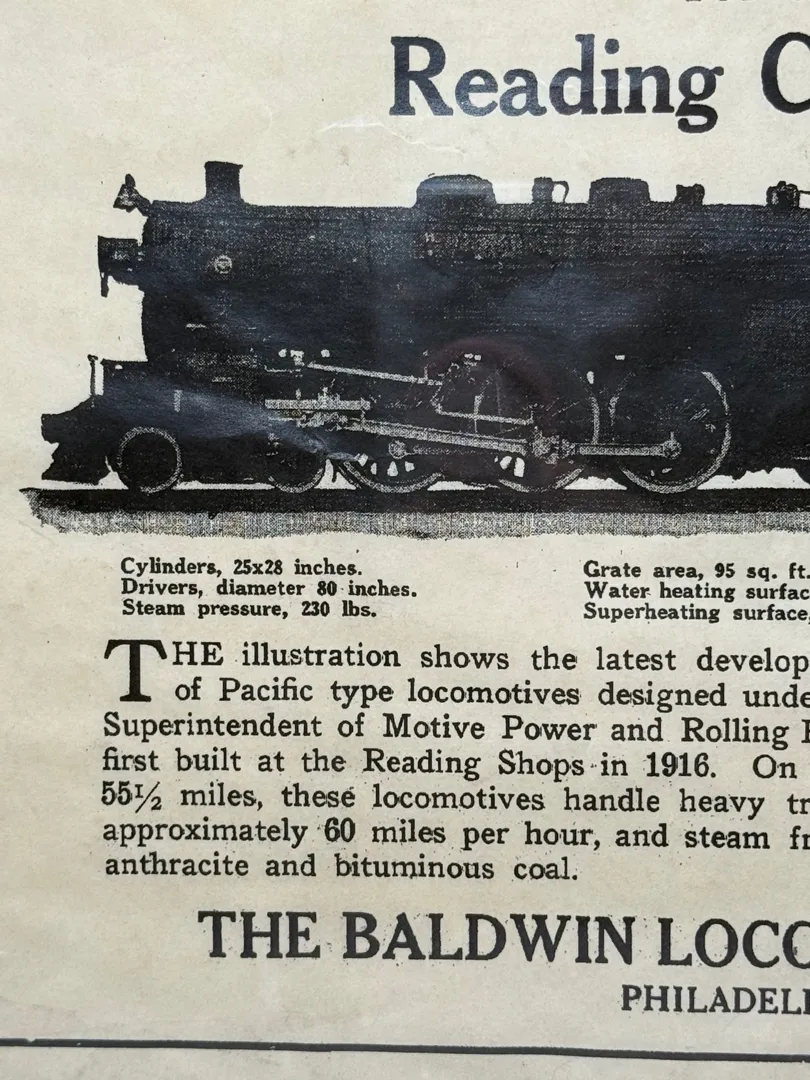 Reading
Cylinders, 25x28 inches.
Drivers, diameter 80 inches.
Steam pressure, 230 lbs.
Grate area, 95 sq. ft.
Water heating surfac
Superheating surface,
THE illustration shows the latest develop
of Pacific type locomotives designed unde
Superintendent of Motive Power and Rolling
first built at the Reading Shops in 1916. On
55½ miles, these locomotives handle heavy tr
approximately 60 miles per hour, and steam fr
anthracite and bituminous coal.
THE BALDWIN LOCO
PHILADEL